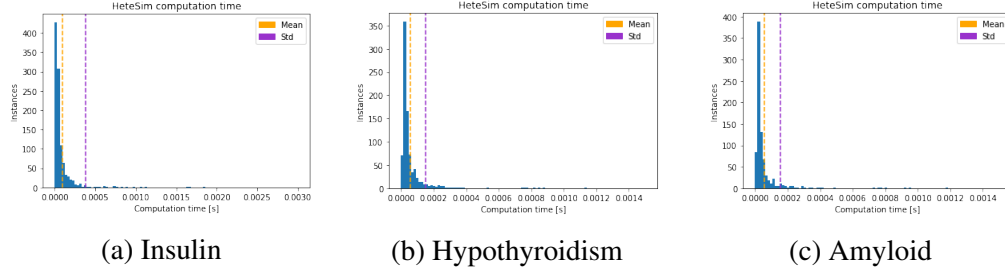 HeteSim computation time
Mean
Std
Instances
400
350
300
250
200
150
100
50
0
0.0000 0.0005 0.0010 0.0015 0.0020 0.0025 0.0030
Computation time [s]
(a) Insulin
HeteSim computation time
Mean
Std
Instances
350
300
250
200
150
100
50
0
0.0000 0.0002 0.0004 0.0006 0.0008 0.0010 0.0012 0.0014
Computation time [s]
(b) Hypothyroidism
HeteSim computation time
Mean
Std
Instances
400
350
300
250
200
150
100
50
0
0.0000 0.0002 0.0004 0.0006 0.0008 0.0010 0.0012 0.0014
Computation time [s]
(c) Amyloid